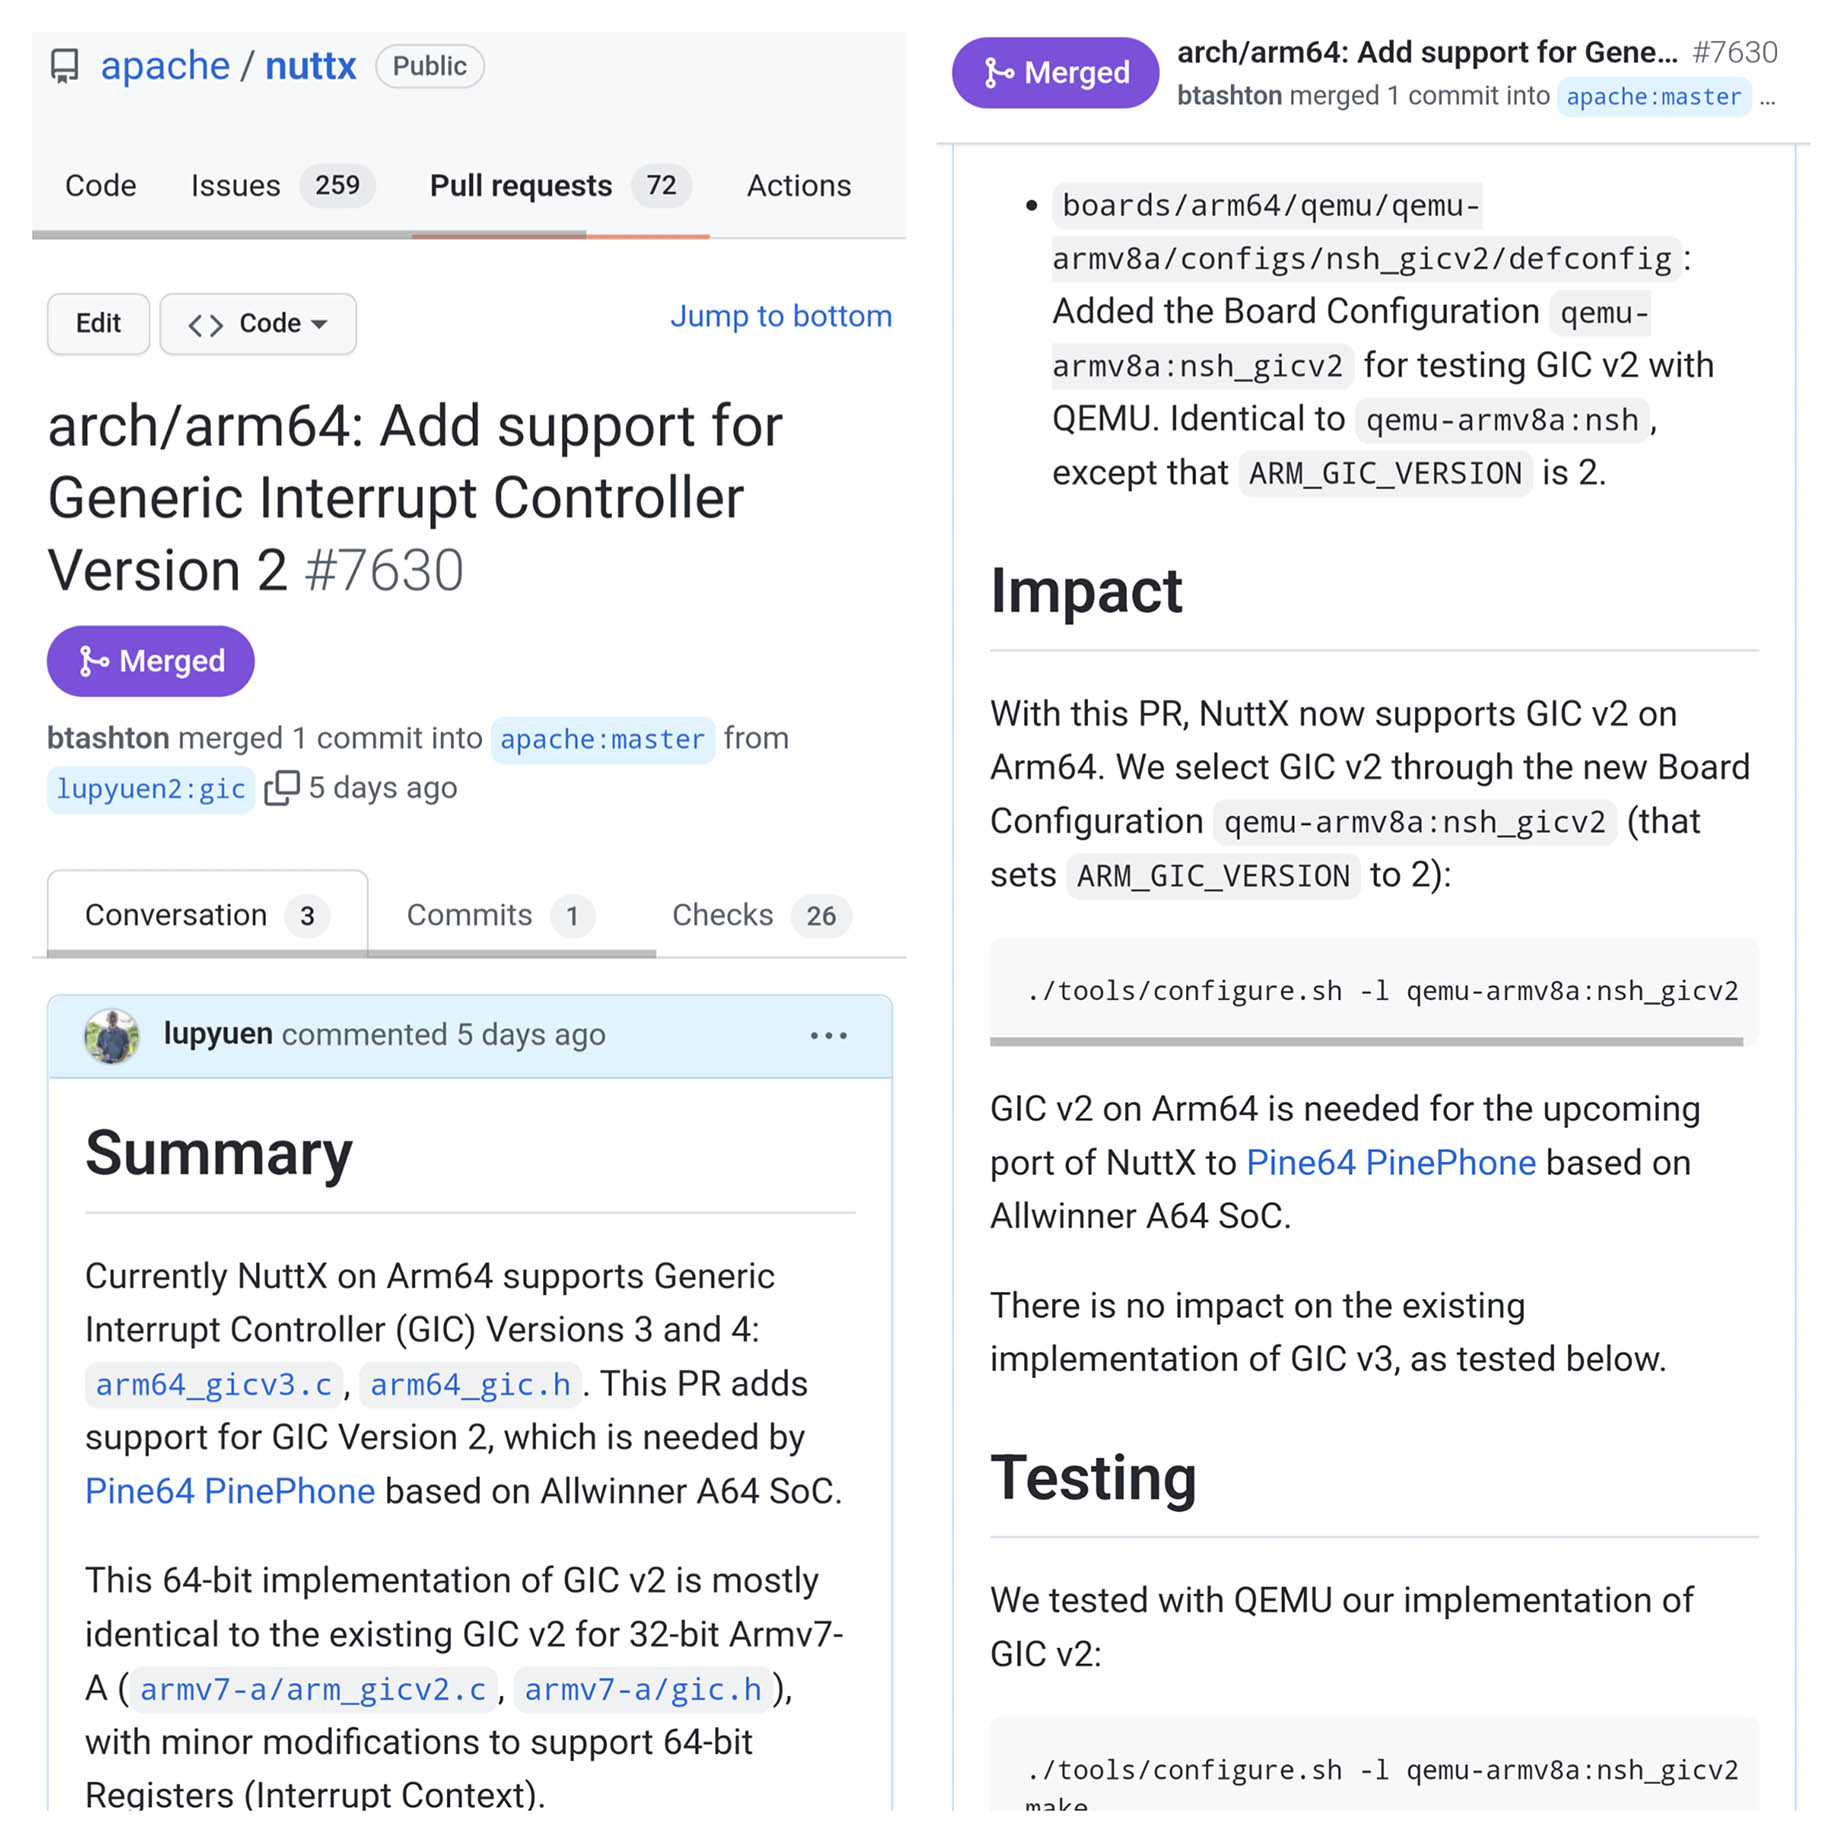 apache / nuttx Public
Code Issues 259 Pull requests 72 Actions
Edit <> Code Jump to bottom
arch/arm64: Add support for
Generic Interrupt Controller
Version 2 #7630
Merged
btashton merged 1 commit into apache:master from
lupyuen2:gic 5 days ago
Conversation 3 Commits 1 Checks 26
lupyuen commented 5 days ago ...
Summary
Currently NuttX on Arm64 supports Generic
Interrupt Controller (GIC) Versions 3 and 4:
arm64_gicv3.c, arm64_gic.h. This PR adds
support for GIC Version 2, which is needed by
Pine64 PinePhone based on Allwinner A64 SoC.
This 64-bit implementation of GIC v2 is mostly
identical to the existing GIC v2 for 32-bit Armv7-
A (armv7-a/arm_gicv2.c, armv7-a/gic.h),
with minor modifications to support 64-bit
Registers (Interrupt Context).
Merged arch/arm64: Add support for Gene... #7630
btashton merged 1 commit into apache:master ...
• boards/arm64/qemu/qemu-
armv8a/configs/nsh_gicv2/defconfig:
Added the Board Configuration qemu-
armv8a:nsh_gicv2 for testing GIC v2 with
QEMU. Identical to qemu-armv8a:nsh,
except that ARM_GIC_VERSION is 2.
Impact
With this PR, NuttX now supports GIC v2 on
Arm64. We select GIC v2 through the new Board
Configuration qemu-armv8a:nsh_gicv2 (that
sets ARM_GIC_VERSION to 2):
./tools/configure.sh -l qemu-armv8a:nsh_gicv2
GIC v2 on Arm64 is needed for the upcoming
port of NuttX to Pine64 PinePhone based on
Allwinner A64 SoC.
There is no impact on the existing
implementation of GIC v3, as tested below.
Testing
We tested with QEMU our implementation of
GIC v2:
./tools/configure.sh -l qemu-armv8a:nsh_gicv2
make